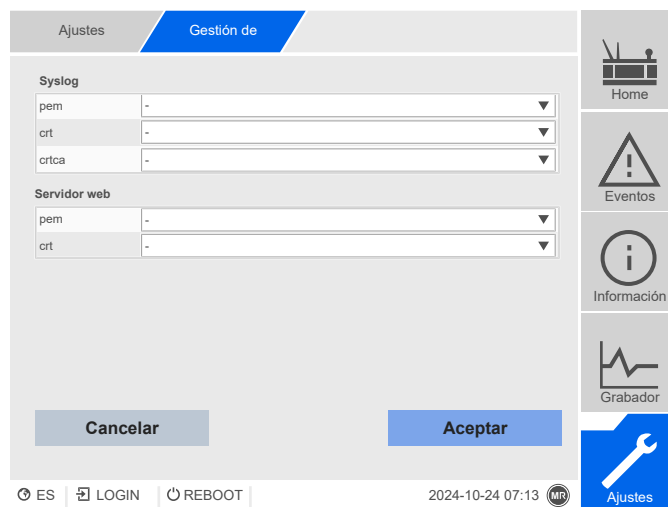 Ajustes Gestión de
Syslog
pem -
crt -
crtca -
Servidor web
pem -
crt -
Cancelar Aceptar
ES LOGIN REBOOT 2024-10-24 07:13 MR
Home
Eventos
Información
Grabador
Ajustes